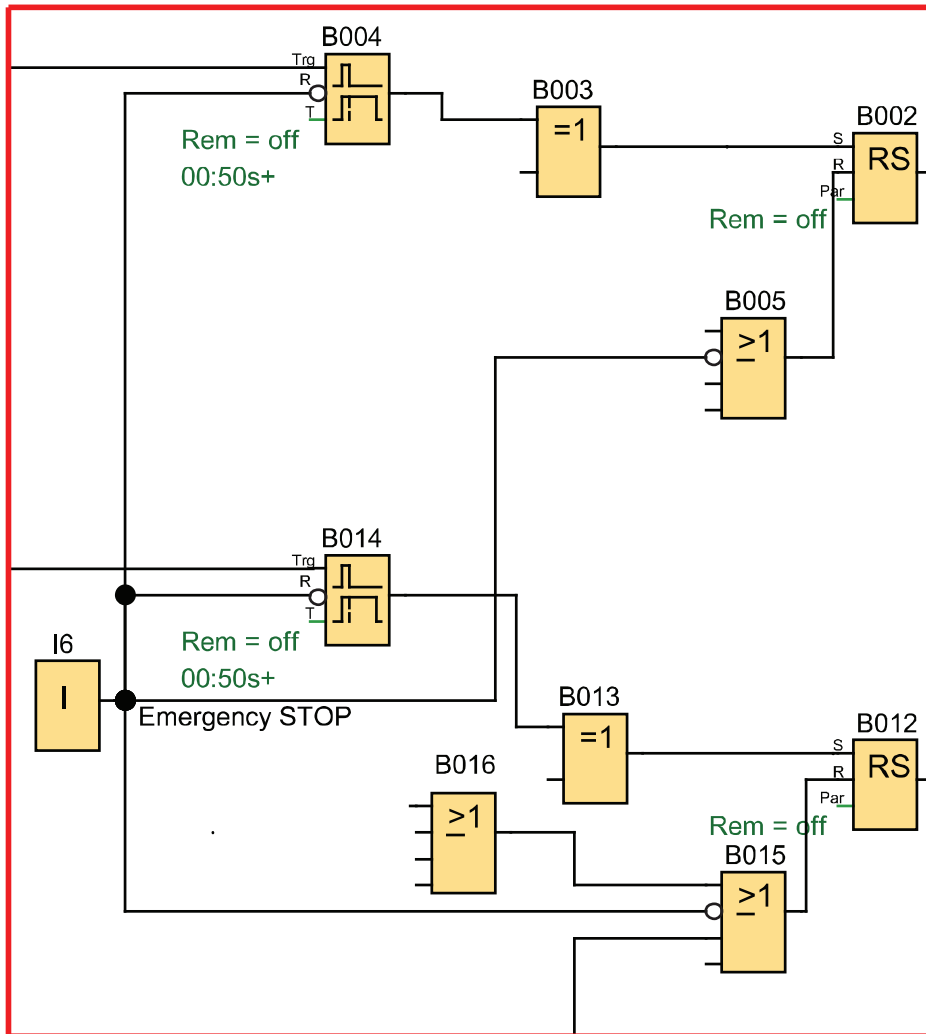 B004
Trg
R
T
Rem = off
00:50s+
B003
=1
B002
S
R
Par
RS
Rem = off
B005
>1
B014
Trg
R
T
Rem = off
00:50s+
I6
I
Emergency STOP
B013
=1
B012
S
R
Par
RS
Rem = off
B016
≥1
B015
≥1